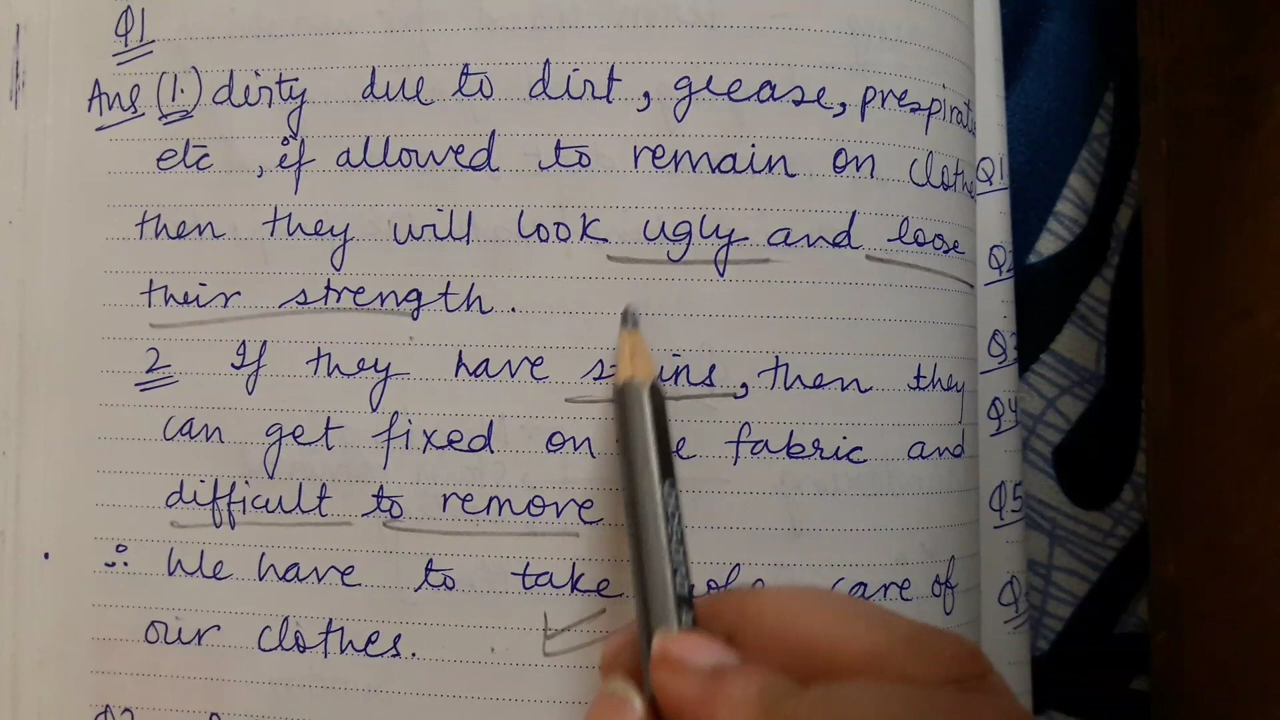 Q1
Ans (1.) dirty due to dirt, grease, prespirati
etc, if allowed to remain on clothe
then they will look ugly and loose
their strength.
2 If they have stains, then they
can get fixed on fabric and
difficult to remove
∴ We have to take care of
our clothes.
Q1
Q2
Q3
Q4
Q5